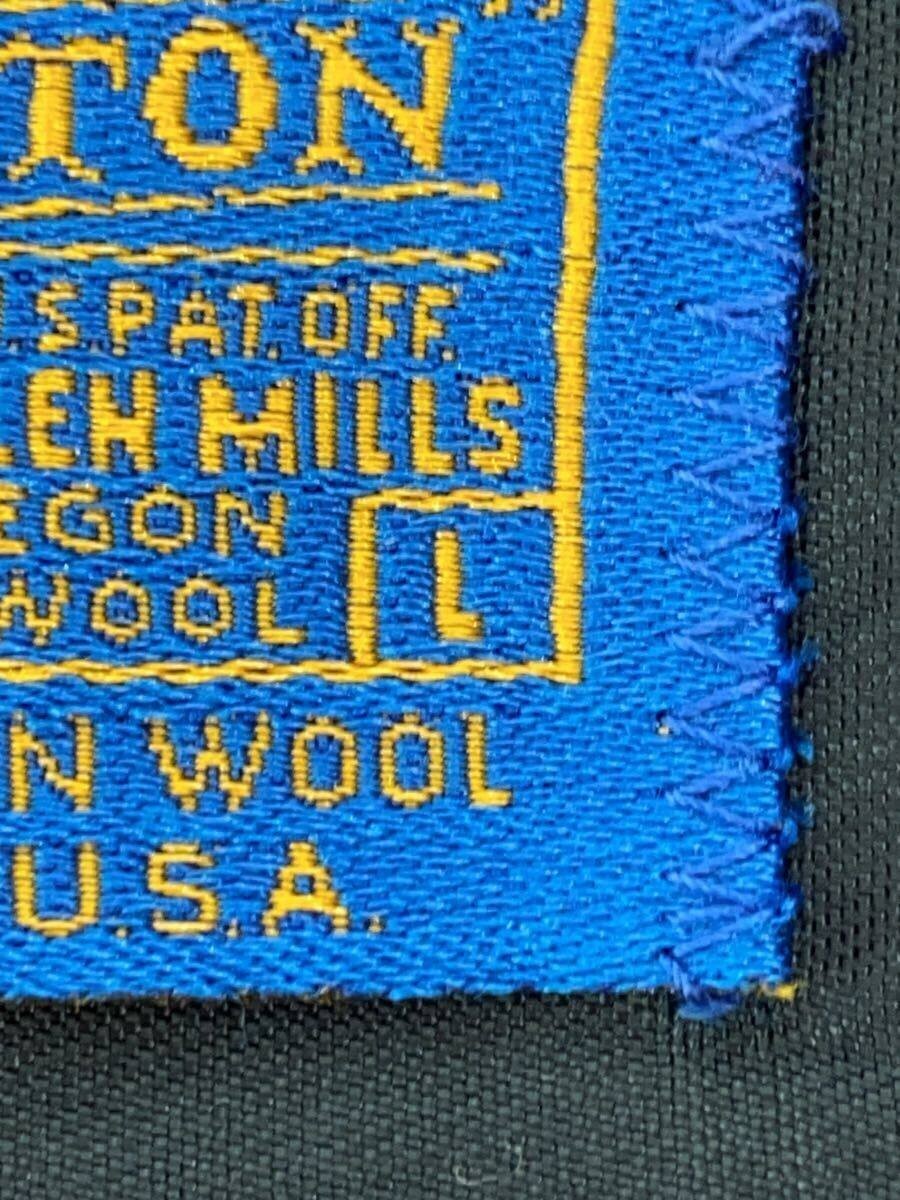 TON
.S.PAT. OFF.
LEN MILLS
EGON
L
WOOL
N WOOL
U.S.A.